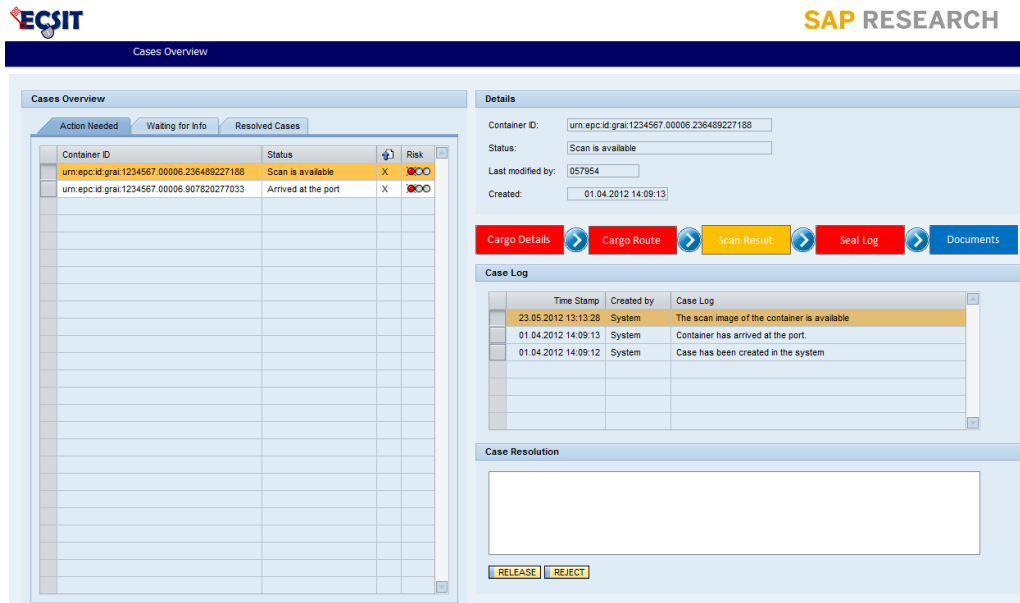 ECSIT
SAP RESEARCH
Cases Overview
Cases Overview
Action Needed Waiting for Info Resolved Cases
Container ID Status Risk
urn:epc:id:grai:1234567.00006.236489227188 Scan is available X
urn:epc:id:grai:1234567.00006.907820277033 Arrived at the port X
Details
Container ID: urn:epc:id:grai:1234567.00006.236489227188
Status: Scan is available
Last modified by: 057954
Created: 01.04.2012 14:09:13
Cargo Details Cargo Route Scan Result Seal Log Documents
Case Log
Time Stamp Created by Case Log
23.05.2012 13:13:28 System The scan image of the container is available
01.04.2012 14:09:13 System Container has arrived at the port.
01.04.2012 14:09:12 System Case has been created in the system
Case Resolution
RELEASE REJECT